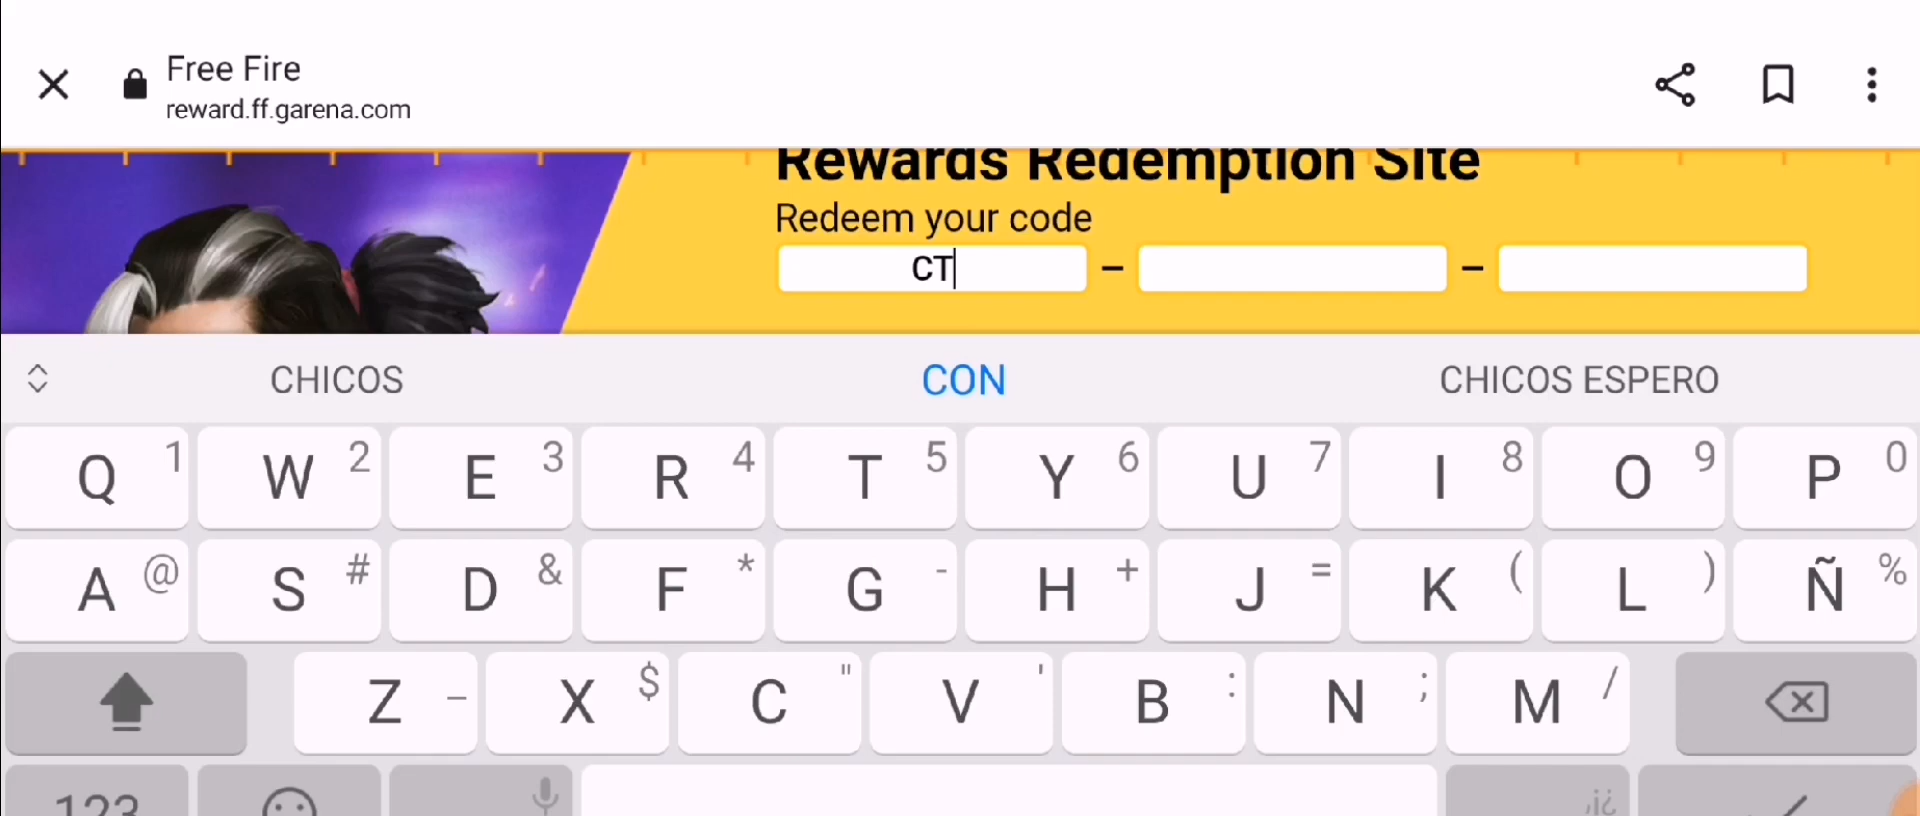 Free Fire
reward.ff.garena.com
Rewards Redemption Site
Redeem your code
CT - -
CHICOS CON CHICOS ESPERO
Q 1 W 2 E 3 R 4 T 5 Y 6 U 7 I 8 O 9 P 0
A @ S # D & F * G - H + J = K ( L ) Ñ %
Z _ X $ C " V ' B : N ; M /
123 ,¡¿